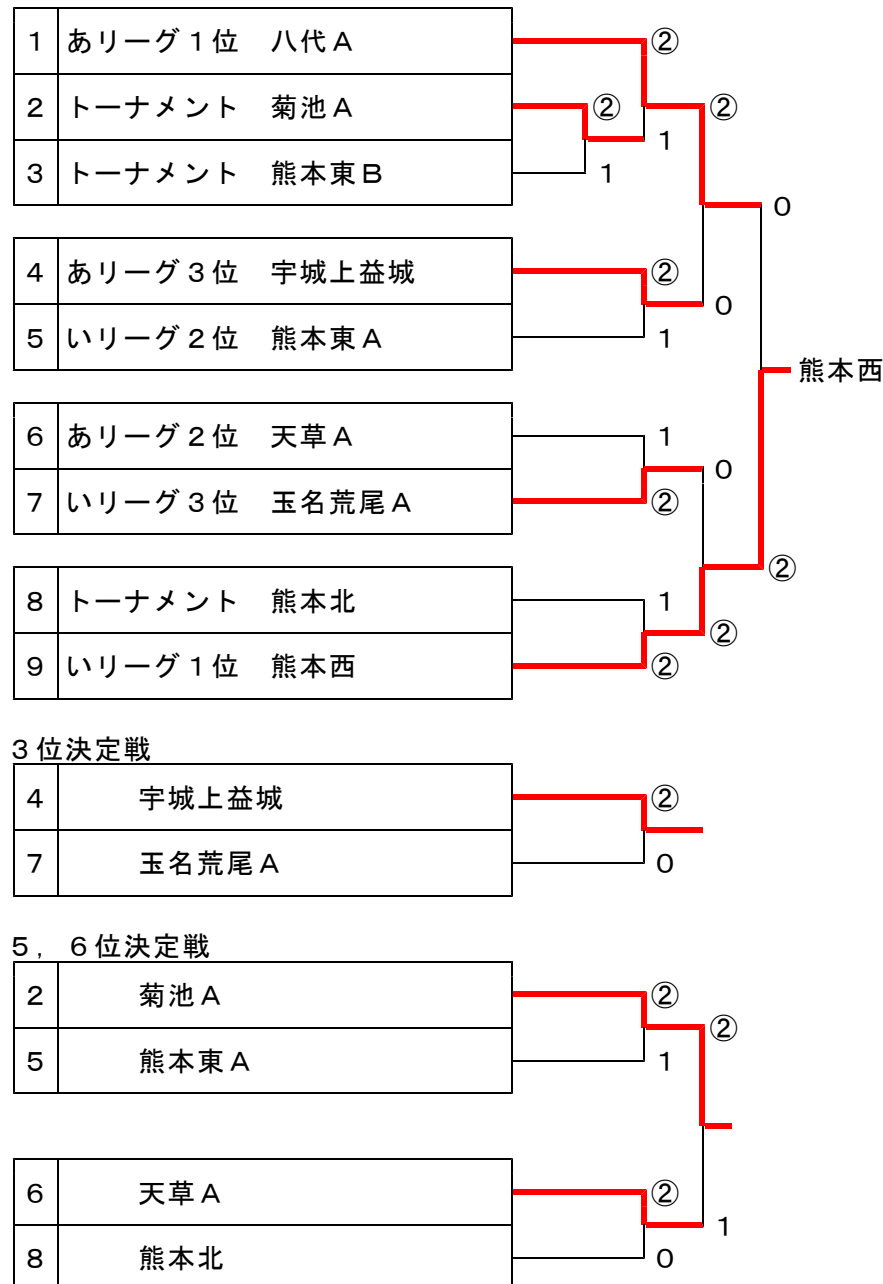 1 あリーグ1位　八代A ②
2 トーナメント　菊池A ② ②
1
3 トーナメント　熊本東B 1
0
4 あリーグ3位　宇城上益城 ②
0
5 いリーグ2位　熊本東A 1
熊本西
6 あリーグ2位　天草A 1
0
7 いリーグ3位　玉名荒尾A ②
②
8 トーナメント　熊本北 1
②
9 いリーグ1位　熊本西 ②
3位決定戦
4 宇城上益城 ②
7 玉名荒尾A 0
5，6位決定戦
2 菊池A ②
②
5 熊本東A 1
6 天草A ②
1
8 熊本北 0